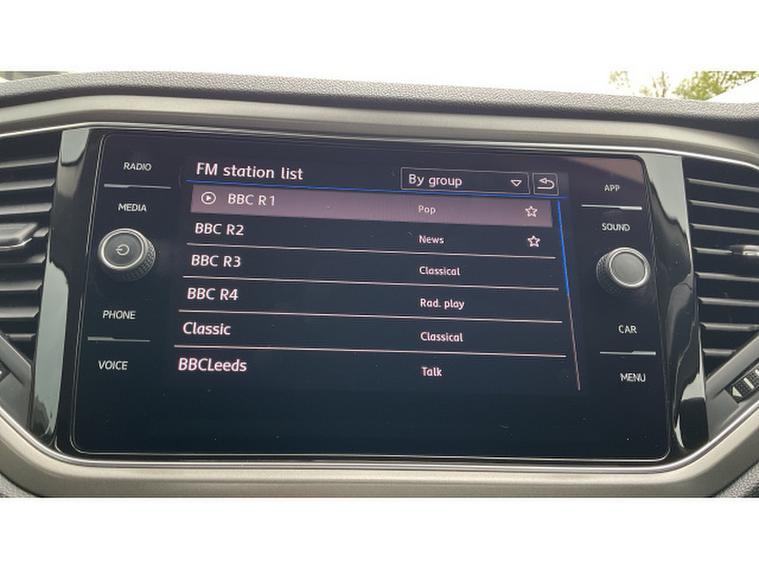 RADIO
MEDIA
PHONE
VOICE
FM station list By group
BBC R1 Pop
BBC R2 News
BBC R3 Classical
BBC R4 Rad. play
Classic Classical
BBCLeeds Talk
APP
SOUND
CAR
MENU